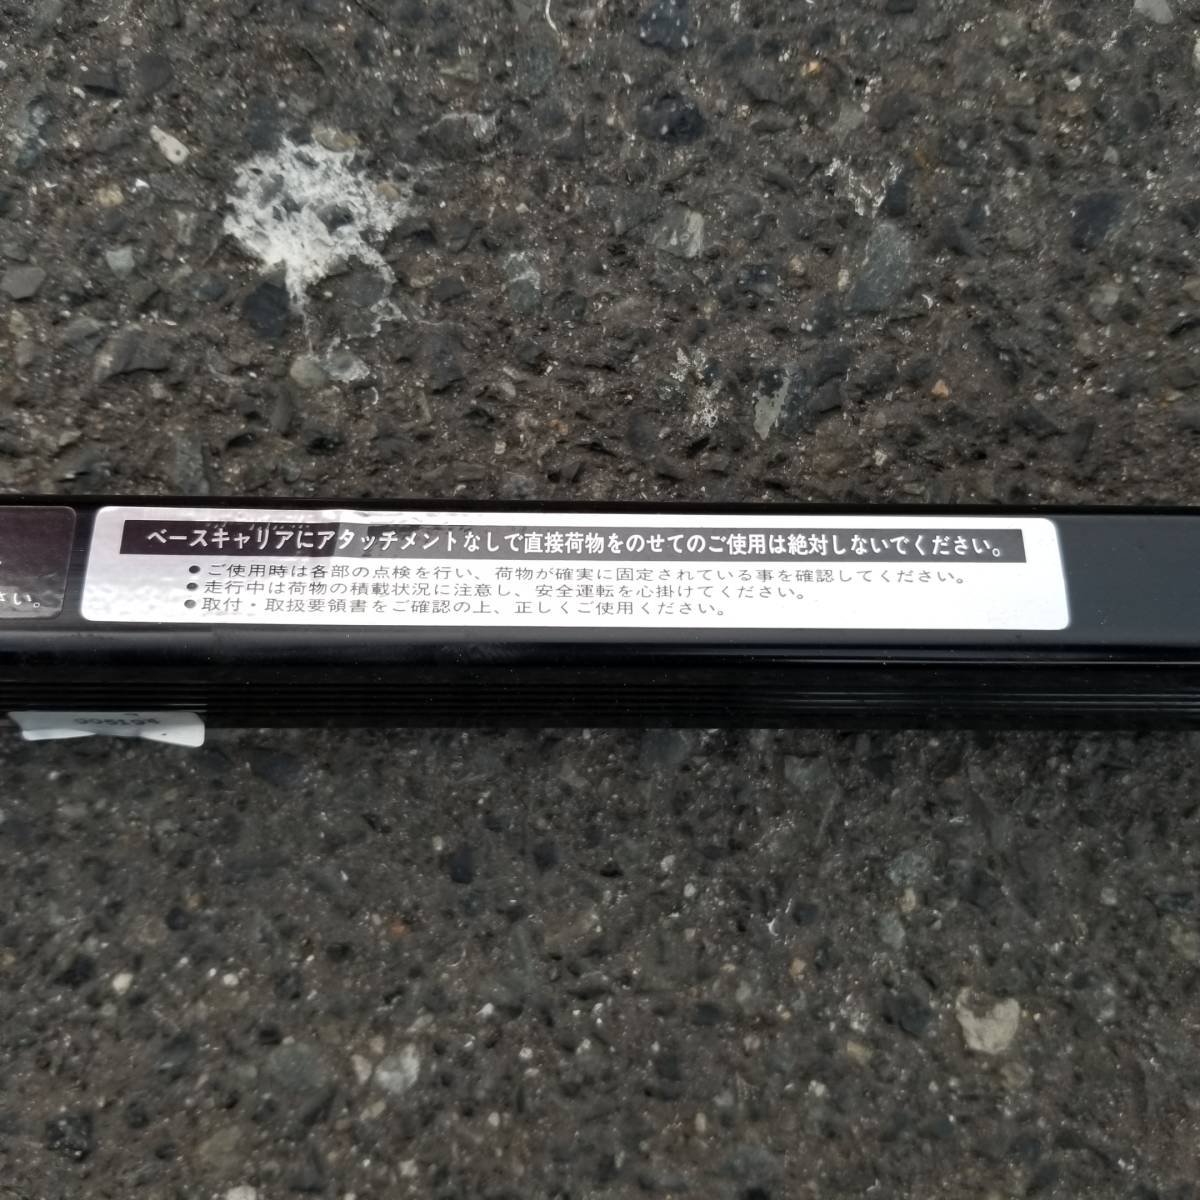 ベースキャリアにアタッチメントなしで直接荷物をのせてのご使用は絶対しないでください。
●ご使用時は各部の点検を行い、荷物が確実に固定されている事を確認してください。
●走行中は荷物の積載状況に注意し、安全運転を心掛けてください。
さい。
●取付・取扱要領書をご確認の上、正しくご使用ください。